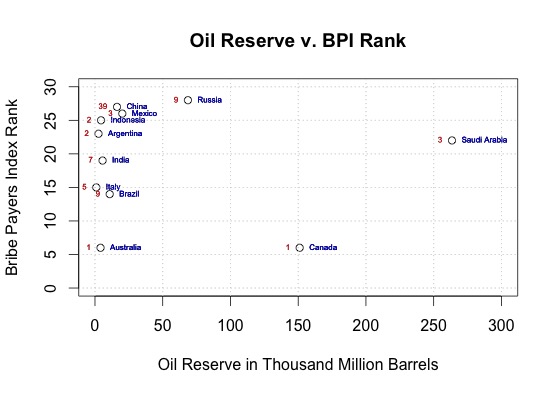 Oil Reserve v. BPI Rank
Bribe Payers Index Rank
30
25
20
15
10
5
0
9 Russia
39 China
3 Mexico
2 Indonesia
2 Argentina
3 Saudi Arabia
7 India
5 Italy
9 Brazil
1 Australia
1 Canada
0 50 100 150 200 250 300
Oil Reserve in Thousand Million Barrels